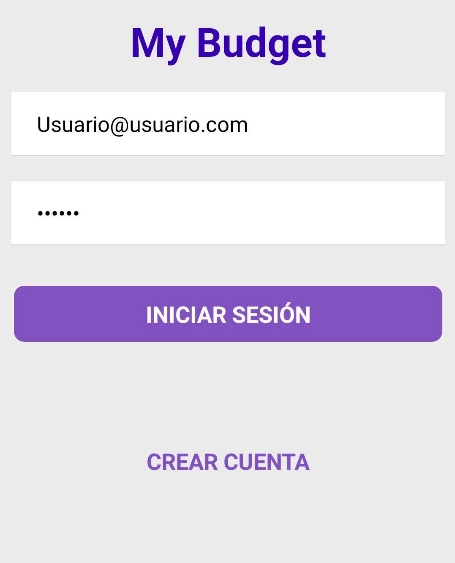 My Budget
Usuario@usuario.com
••••••
INICIAR SESIÓN
CREAR CUENTA